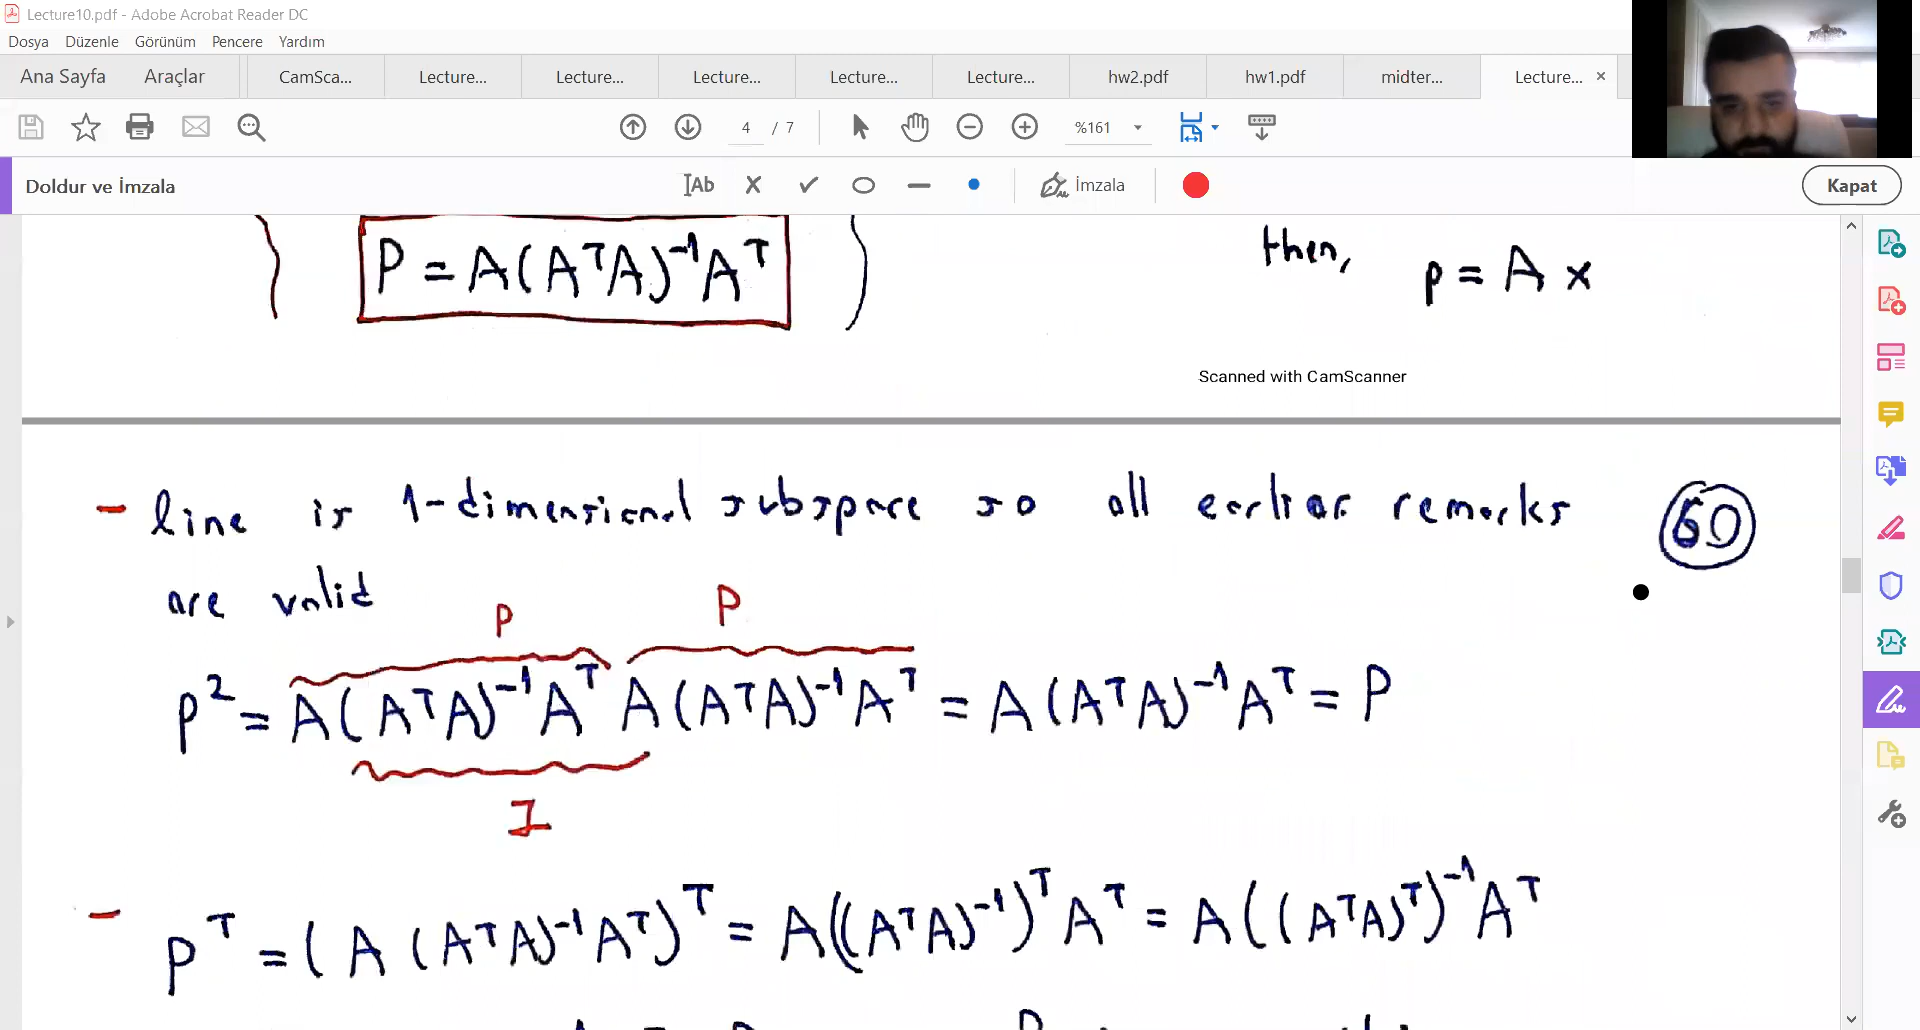 Lecture10.pdf - Adobe Acrobat Reader DC
Dosya Düzenle Görünüm Pencere Yardım
Ana Sayfa Araçlar CamSca... Lecture... Lecture... Lecture... Lecture... Lecture... hw2.pdf hw1.pdf midter... Lecture... ×
4 / 7 %161
Doldur ve İmzala IAb İmzala Kapat
P = A(AᵀA)⁻¹Aᵀ
then, p = A x
Scanned with CamScanner
- line is 1-dimensional subspace so all earlier remarks 60
are valid
P P
P² = A(AᵀA)⁻¹Aᵀ A(AᵀA)⁻¹Aᵀ = A(AᵀA)⁻¹Aᵀ = P
I
- Pᵀ = (A(AᵀA)⁻¹Aᵀ)ᵀ = A((AᵀA)⁻¹)ᵀAᵀ = A((AᵀA)ᵀ)⁻¹Aᵀ